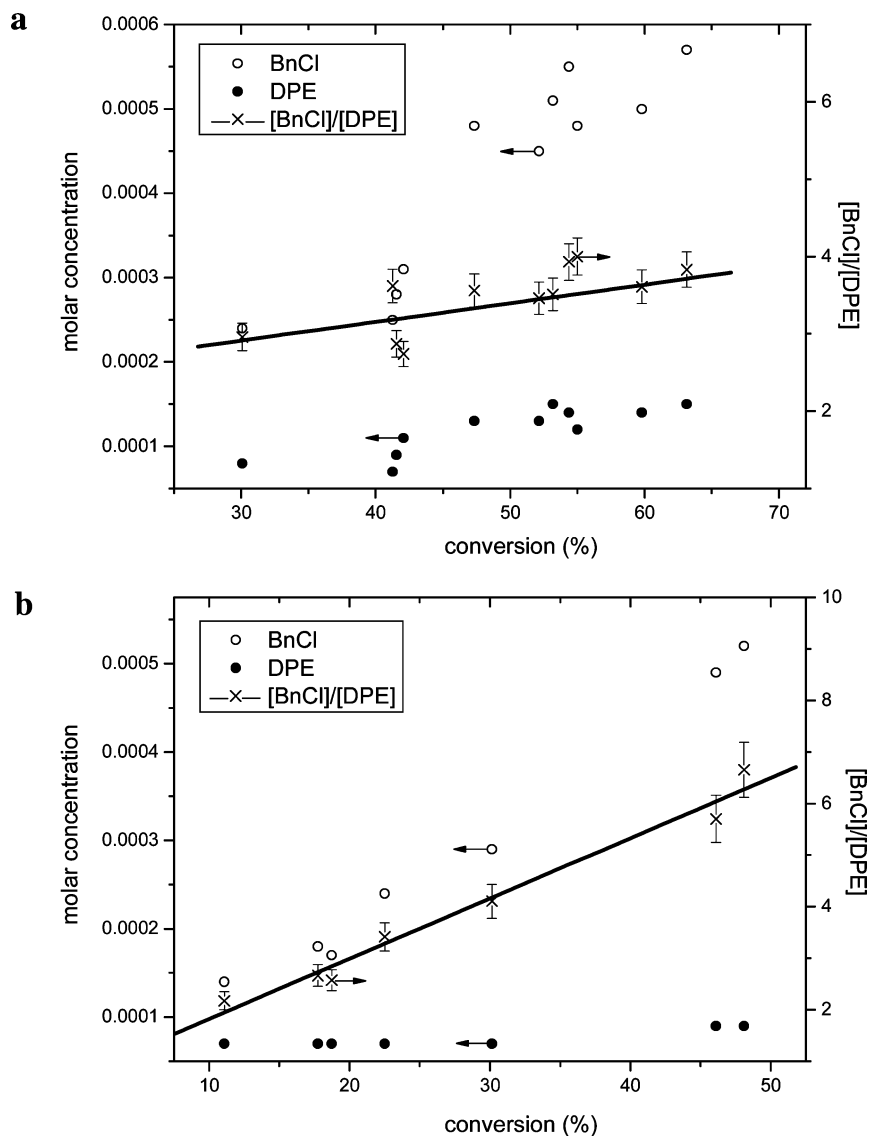 a
0.0006
0.0005
0.0004
0.0003
0.0002
0.0001
molar concentration
BnCl
DPE
[BnCl]/[DPE]
6
4
2
[BnCl]/[DPE]
30 40 50 60 70
conversion (%)
b
0.0005
0.0004
0.0003
0.0002
0.0001
molar concentration
BnCl
DPE
[BnCl]/[DPE]
10
8
6
4
2
[BnCl]/[DPE]
10 20 30 40 50
conversion (%)